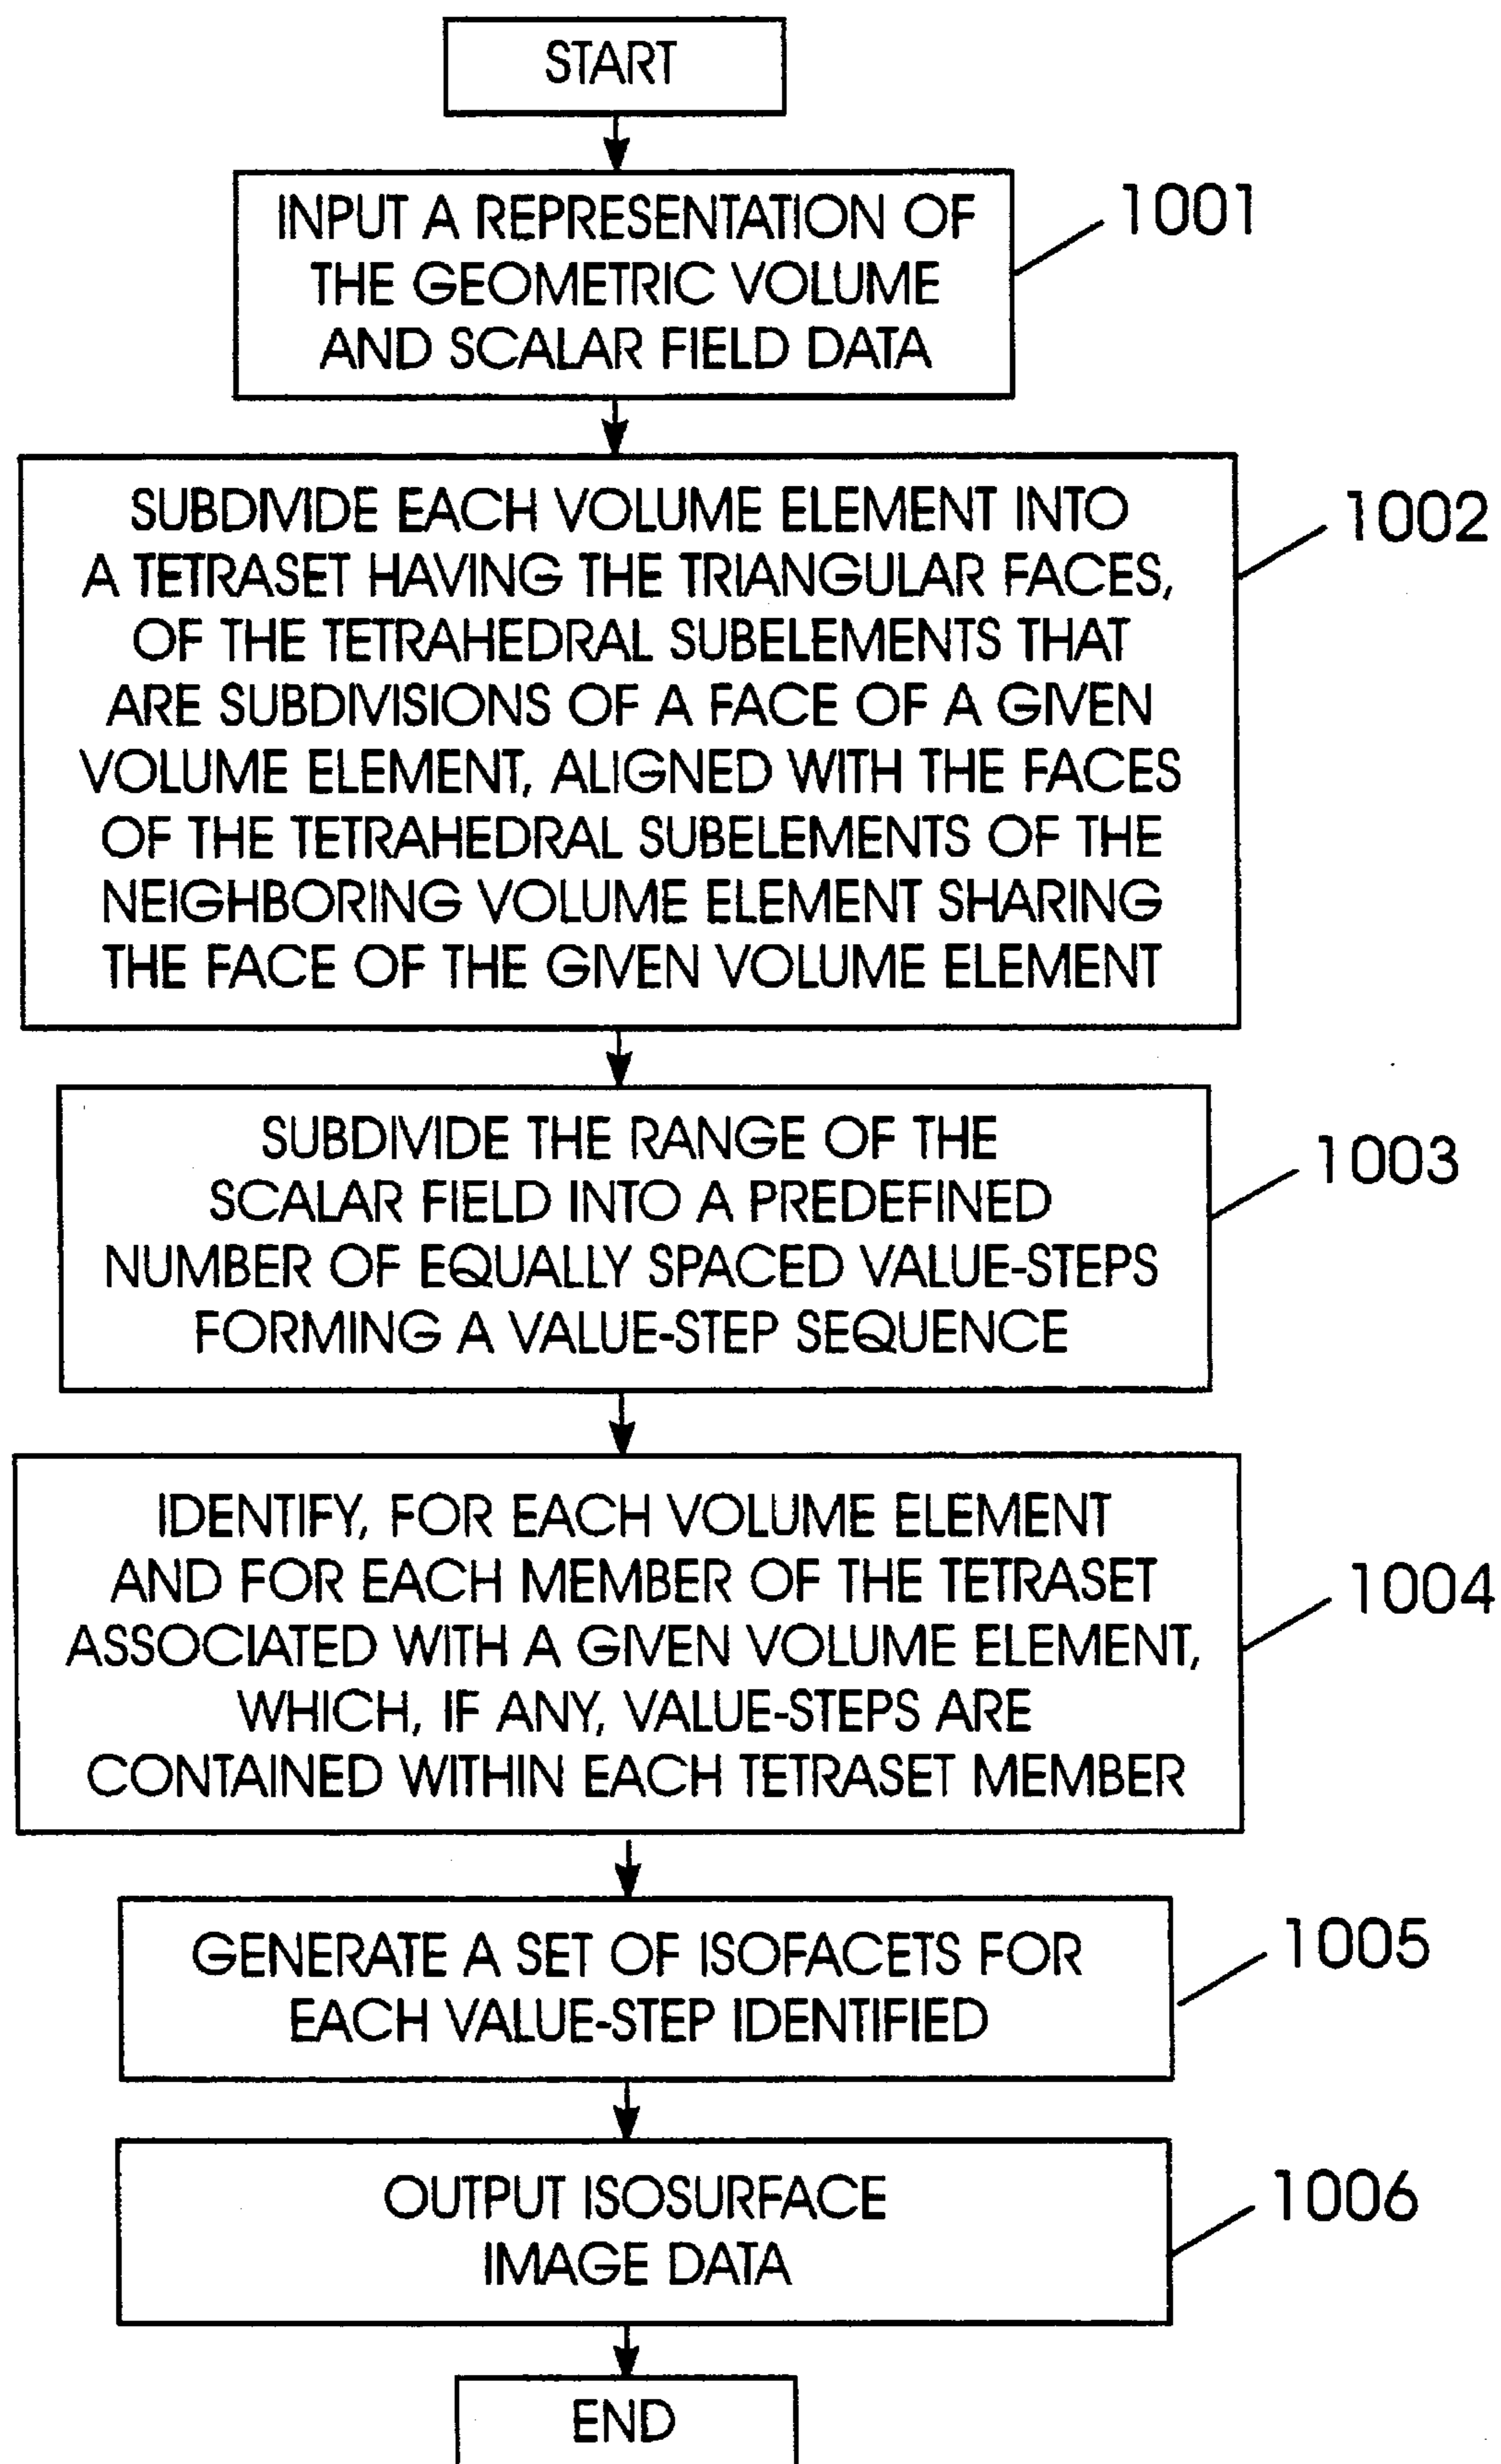 START
INPUT A REPRESENTATION OF
THE GEOMETRIC VOLUME
AND SCALAR FIELD DATA
1001
SUBDIVIDE EACH VOLUME ELEMENT INTO
A TETRASET HAVING THE TRIANGULAR FACES,
OF THE TETRAHEDRAL SUBELEMENTS THAT
ARE SUBDIVISIONS OF A FACE OF A GIVEN
VOLUME ELEMENT, ALIGNED WITH THE FACES
OF THE TETRAHEDRAL SUBELEMENTS OF THE
NEIGHBORING VOLUME ELEMENT SHARING
THE FACE OF THE GIVEN VOLUME ELEMENT
1002
SUBDIVIDE THE RANGE OF THE
SCALAR FIELD INTO A PREDEFINED
NUMBER OF EQUALLY SPACED VALUE-STEPS
FORMING A VALUE-STEP SEQUENCE
1003
IDENTIFY, FOR EACH VOLUME ELEMENT
AND FOR EACH MEMBER OF THE TETRASET
ASSOCIATED WITH A GIVEN VOLUME ELEMENT,
WHICH, IF ANY, VALUE-STEPS ARE
CONTAINED WITHIN EACH TETRASET MEMBER
1004
GENERATE A SET OF ISOFACETS FOR
EACH VALUE-STEP IDENTIFIED
1005
OUTPUT ISOSURFACE
IMAGE DATA
1006
END